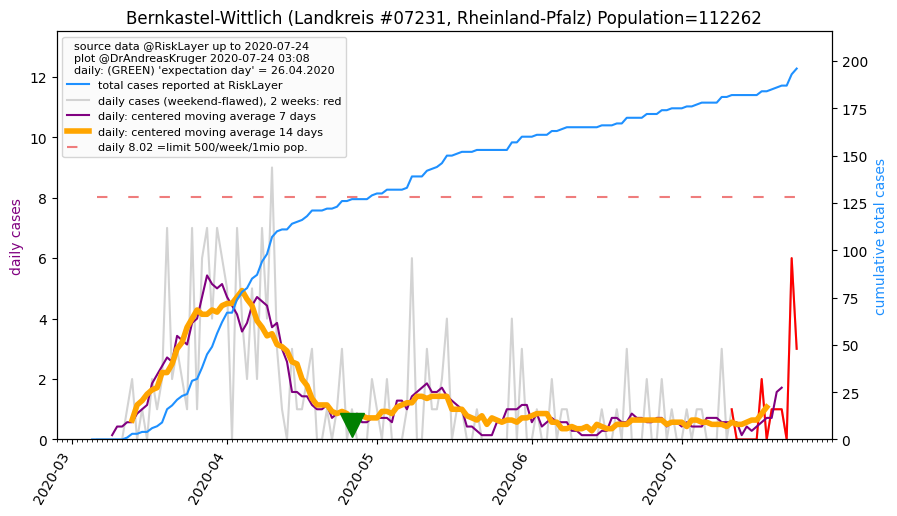 Bernkastel-Wittlich (Landkreis #07231, Rheinland-Pfalz) Population=112262
source data @RiskLayer up to 2020-07-24
plot @DrAndreasKruger 2020-07-24 03:08
daily: (GREEN) 'expectation day' = 26.04.2020
total cases reported at RiskLayer
daily cases (weekend-flawed), 2 weeks: red
daily: centered moving average 7 days
daily: centered moving average 14 days
daily 8.02 =limit 500/week/1mio pop.
daily cases
12
10
8
6
4
2
0
cumulative total cases
200
175
150
125
100
75
50
25
0
2020-03
2020-04
2020-05
2020-06
2020-07